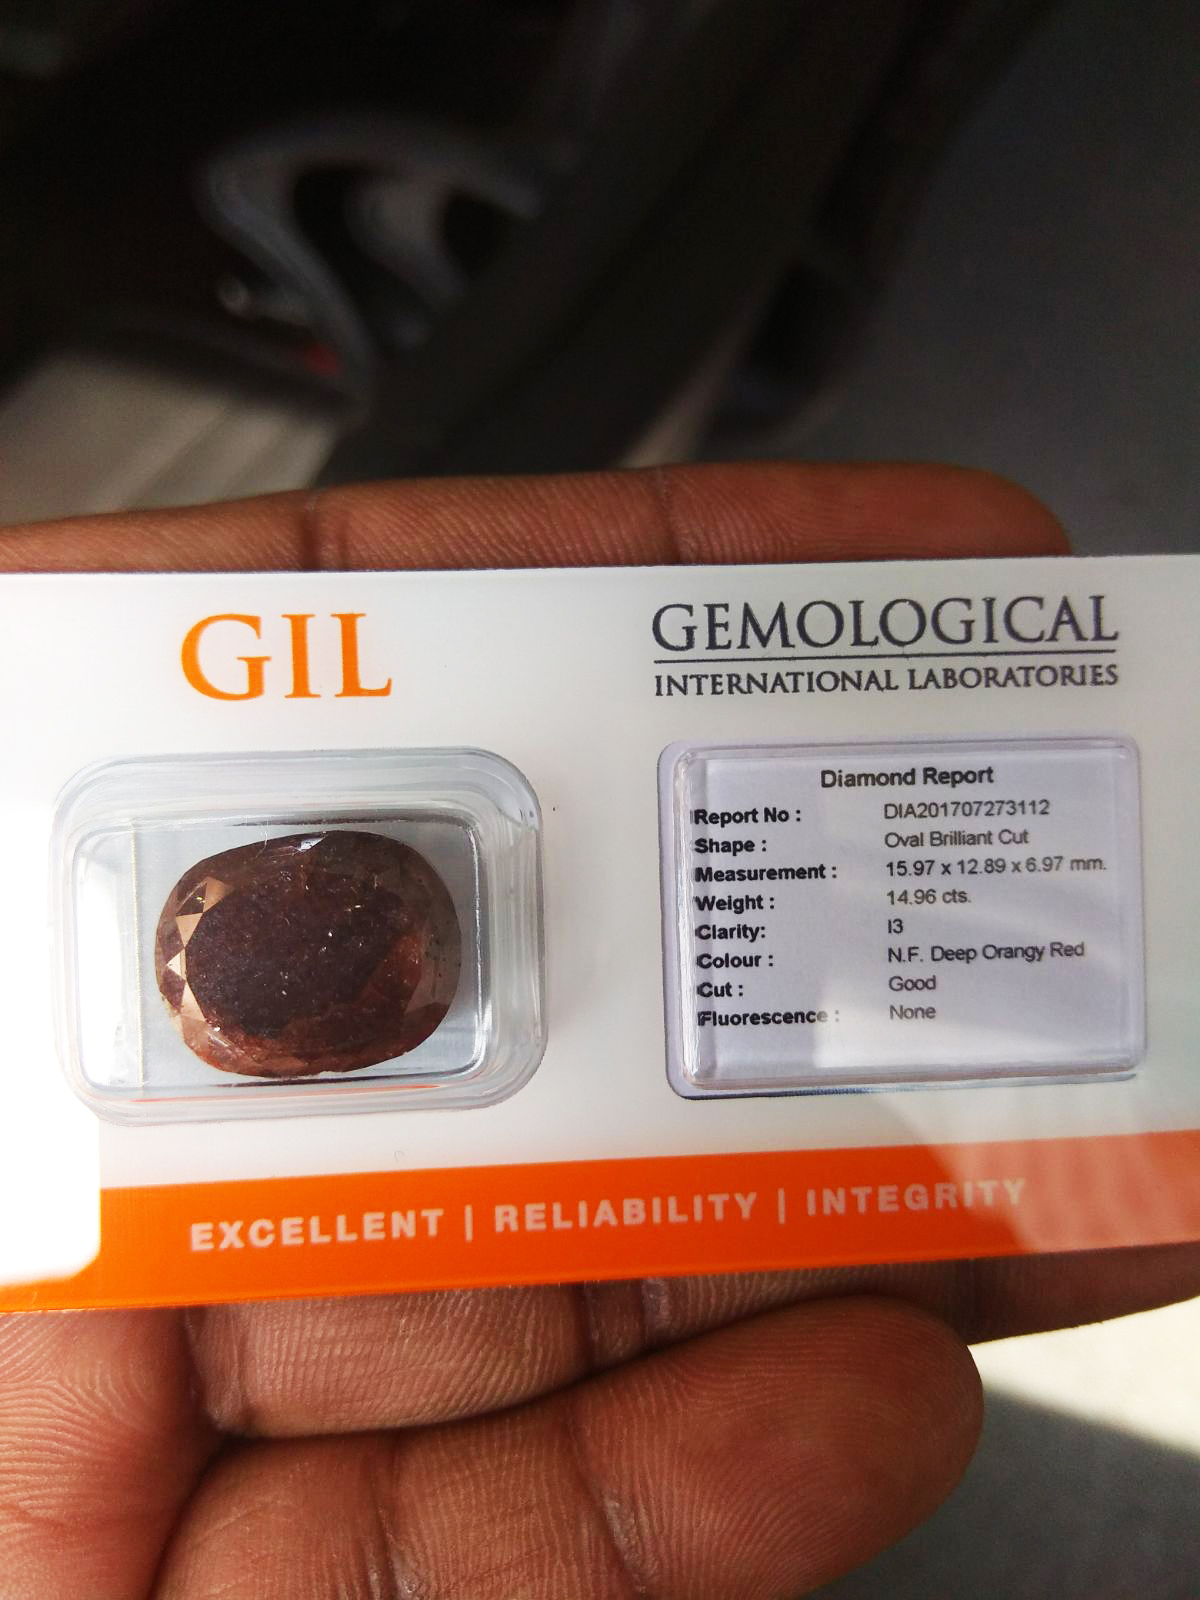 GIL
GEMOLOGICAL
INTERNATIONAL LABORATORIES
Diamond Report
Report No : DIA201707273112
Shape : Oval Brilliant Cut
Measurement : 15.97 x 12.89 x 6.97 mm.
Weight : 14.96 cts.
Clarity: I3
Colour : N.F. Deep Orangy Red
Cut : Good
Fluorescence : None
EXCELLENT | RELIABILITY | INTEGRITY